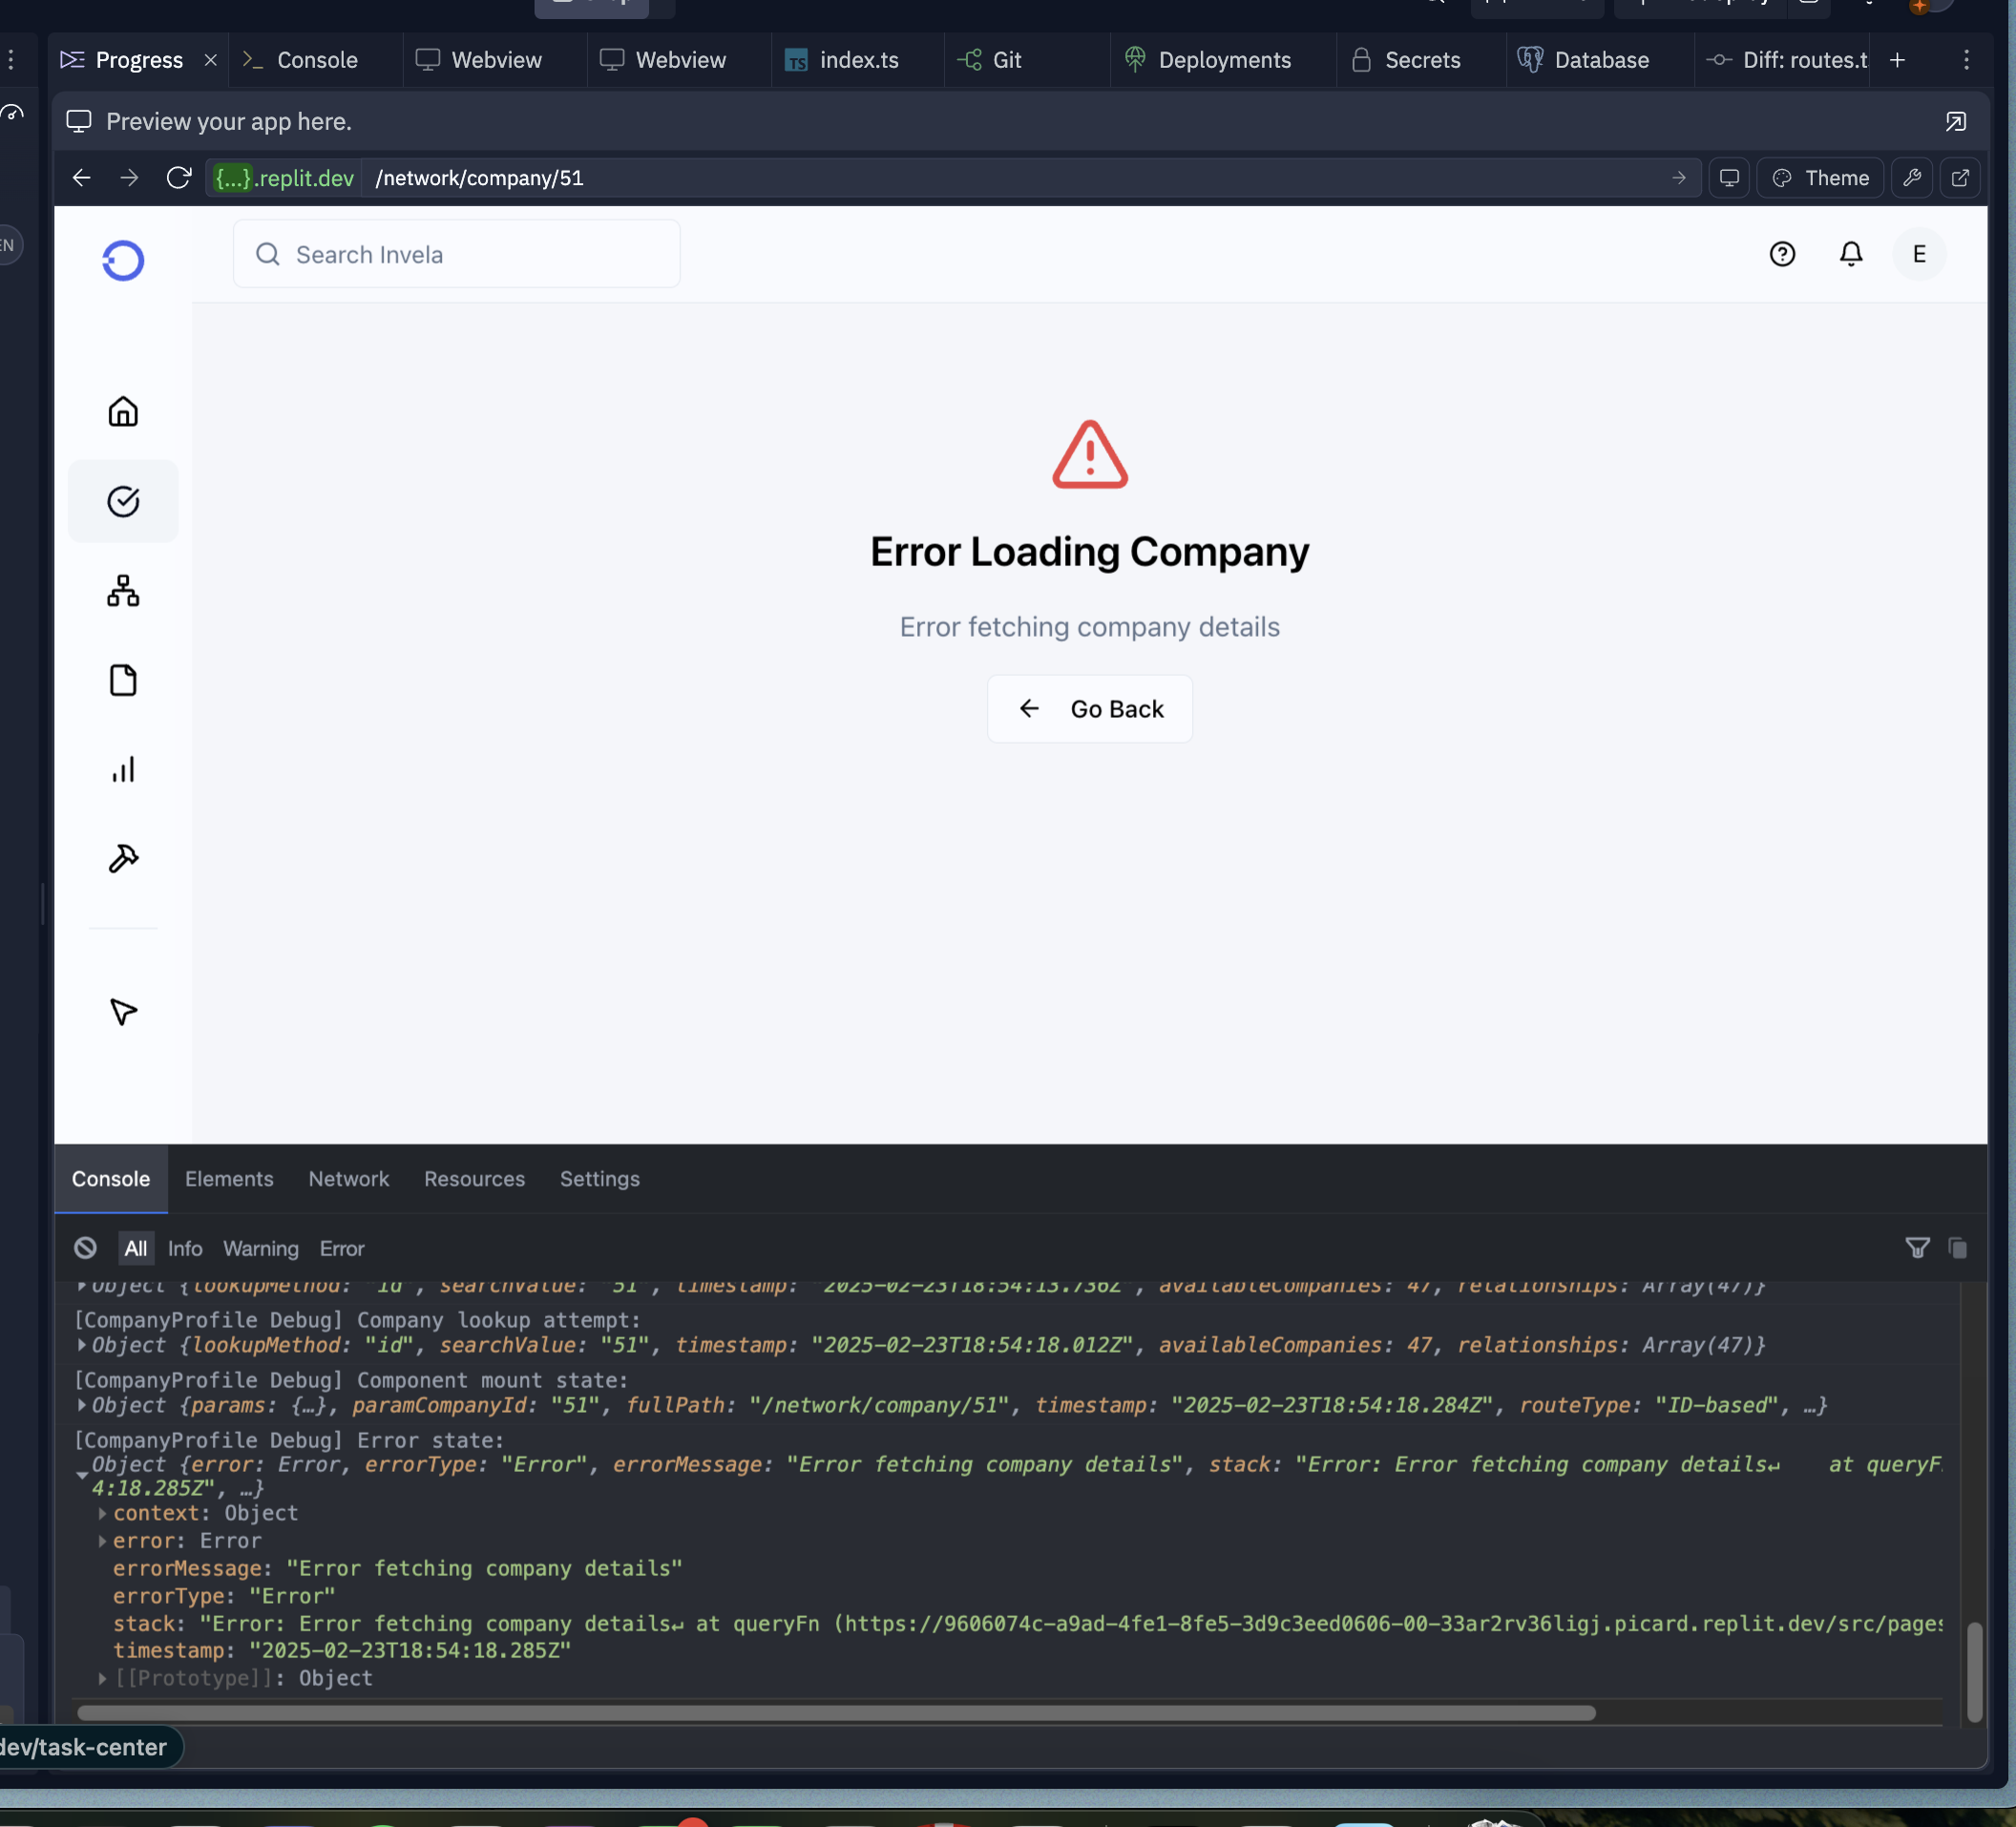 Progress
Console
Webview
Webview
TS index.ts
Git
Deployments
Secrets
Database
Diff: routes.t
Preview your app here.
{...}.replit.dev /network/company/51
Theme
EN
Search Invela
E
Error Loading Company
Error fetching company details
Go Back
Console Elements Network Resources Settings
All Info Warning Error
Object {lookupMethod: "id", searchValue: "51", timestamp: "2025-02-23T18:54:13.736Z", availableCompanies: 47, relationships: Array(47)}
[CompanyProfile Debug] Company lookup attempt:
Object {lookupMethod: "id", searchValue: "51", timestamp: "2025-02-23T18:54:18.012Z", availableCompanies: 47, relationships: Array(47)}
[CompanyProfile Debug] Component mount state:
Object {params: {…}, paramCompanyId: "51", fullPath: "/network/company/51", timestamp: "2025-02-23T18:54:18.284Z", routeType: "ID-based", …}
[CompanyProfile Debug] Error state:
Object {error: Error, errorType: "Error", errorMessage: "Error fetching company details", stack: "Error: Error fetching company details↵    at queryF
4:18.285Z", …}
context: Object
error: Error
errorMessage: "Error fetching company details"
errorType: "Error"
stack: "Error: Error fetching company details↵ at queryFn (https://9606074c-a9ad-4fe1-8fe5-3d9c3eed0606-00-33ar2rv36ligj.picard.replit.dev/src/pages
timestamp: "2025-02-23T18:54:18.285Z"
[[Prototype]]: Object
dev/task-center